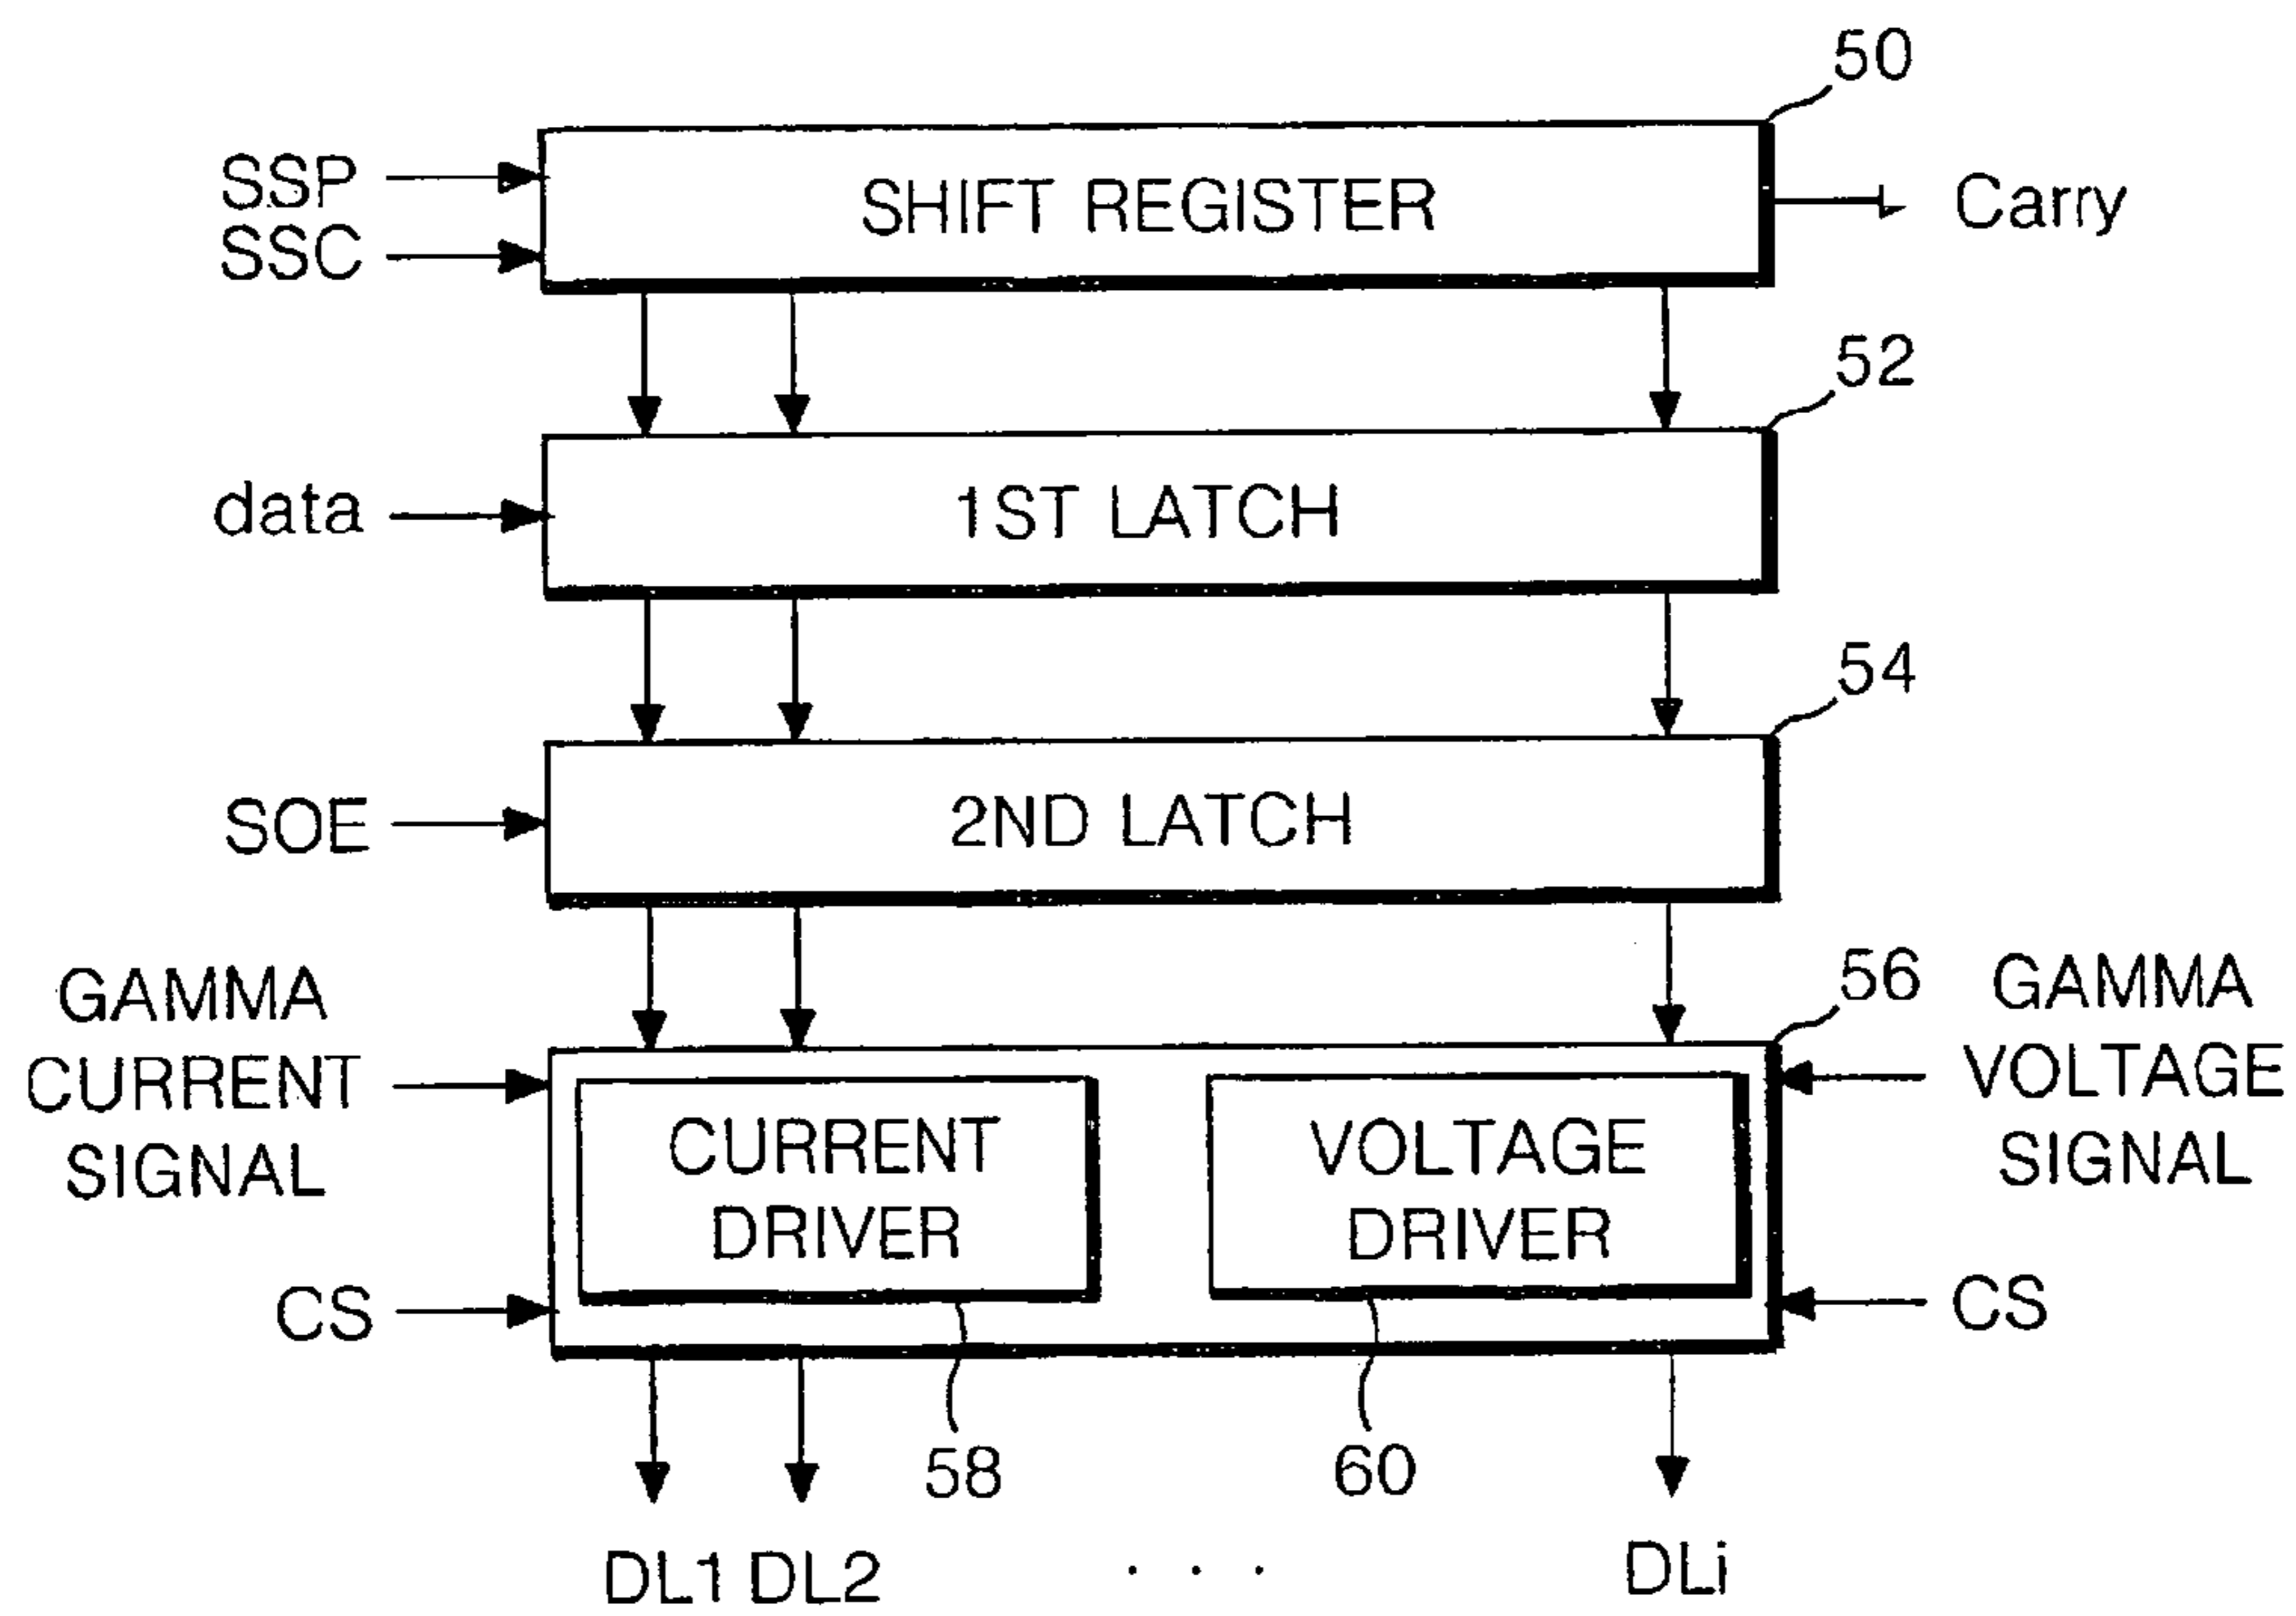 50
SSP
SHIFT REGISTER
Carry
SSC
52
data
1ST LATCH
54
SOE
2ND LATCH
56
GAMMA
CURRENT
SIGNAL
GAMMA
VOLTAGE
SIGNAL
CURRENT
DRIVER
VOLTAGE
DRIVER
CS
CS
58
60
DL1 DL2 . . . DLi